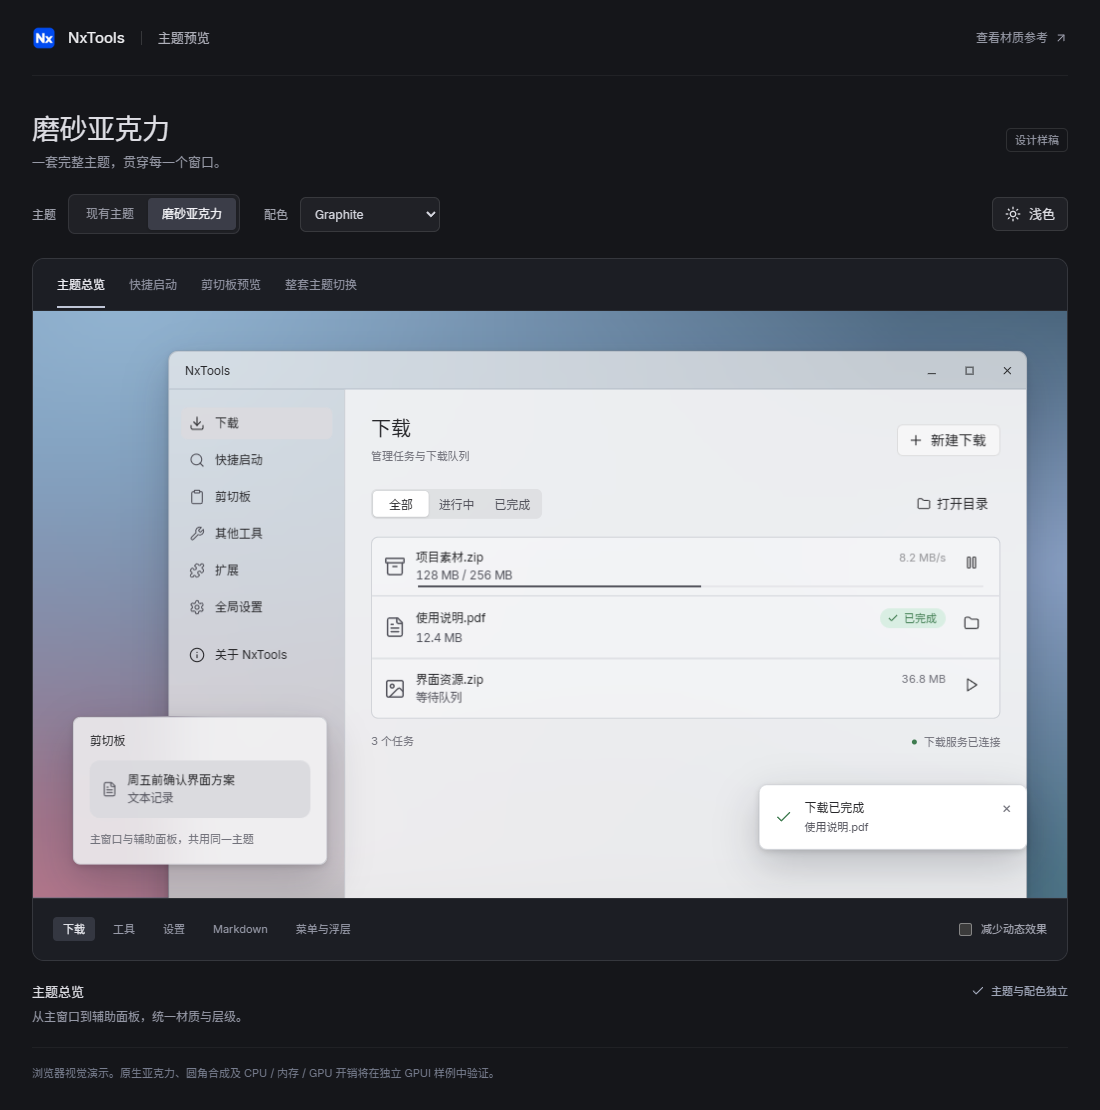 Nx NxTools 主题预览 查看材质参考
磨砂亚克力
一套完整主题，贯穿每一个窗口。
设计样稿
主题 现有主题 磨砂亚克力 配色 Graphite 浅色
主题总览 快捷启动 剪切板预览 整套主题切换
NxTools
下载
快捷启动
剪切板
其他工具
扩展
全局设置
关于 NxTools
下载
管理任务与下载队列
新建下载
全部 进行中 已完成
打开目录
项目素材.zip
128 MB / 256 MB
8.2 MB/s
使用说明.pdf
12.4 MB
已完成
界面资源.zip
等待队列
36.8 MB
3 个任务
下载服务已连接
剪切板
周五前确认界面方案
文本记录
主窗口与辅助面板，共用同一主题
下载已完成
使用说明.pdf
下载 工具 设置 Markdown 菜单与浮层
减少动态效果
主题总览
从主窗口到辅助面板，统一材质与层级。
主题与配色独立
浏览器视觉演示。原生亚克力、圆角合成及 CPU / 内存 / GPU 开销将在独立 GPUI 样例中验证。